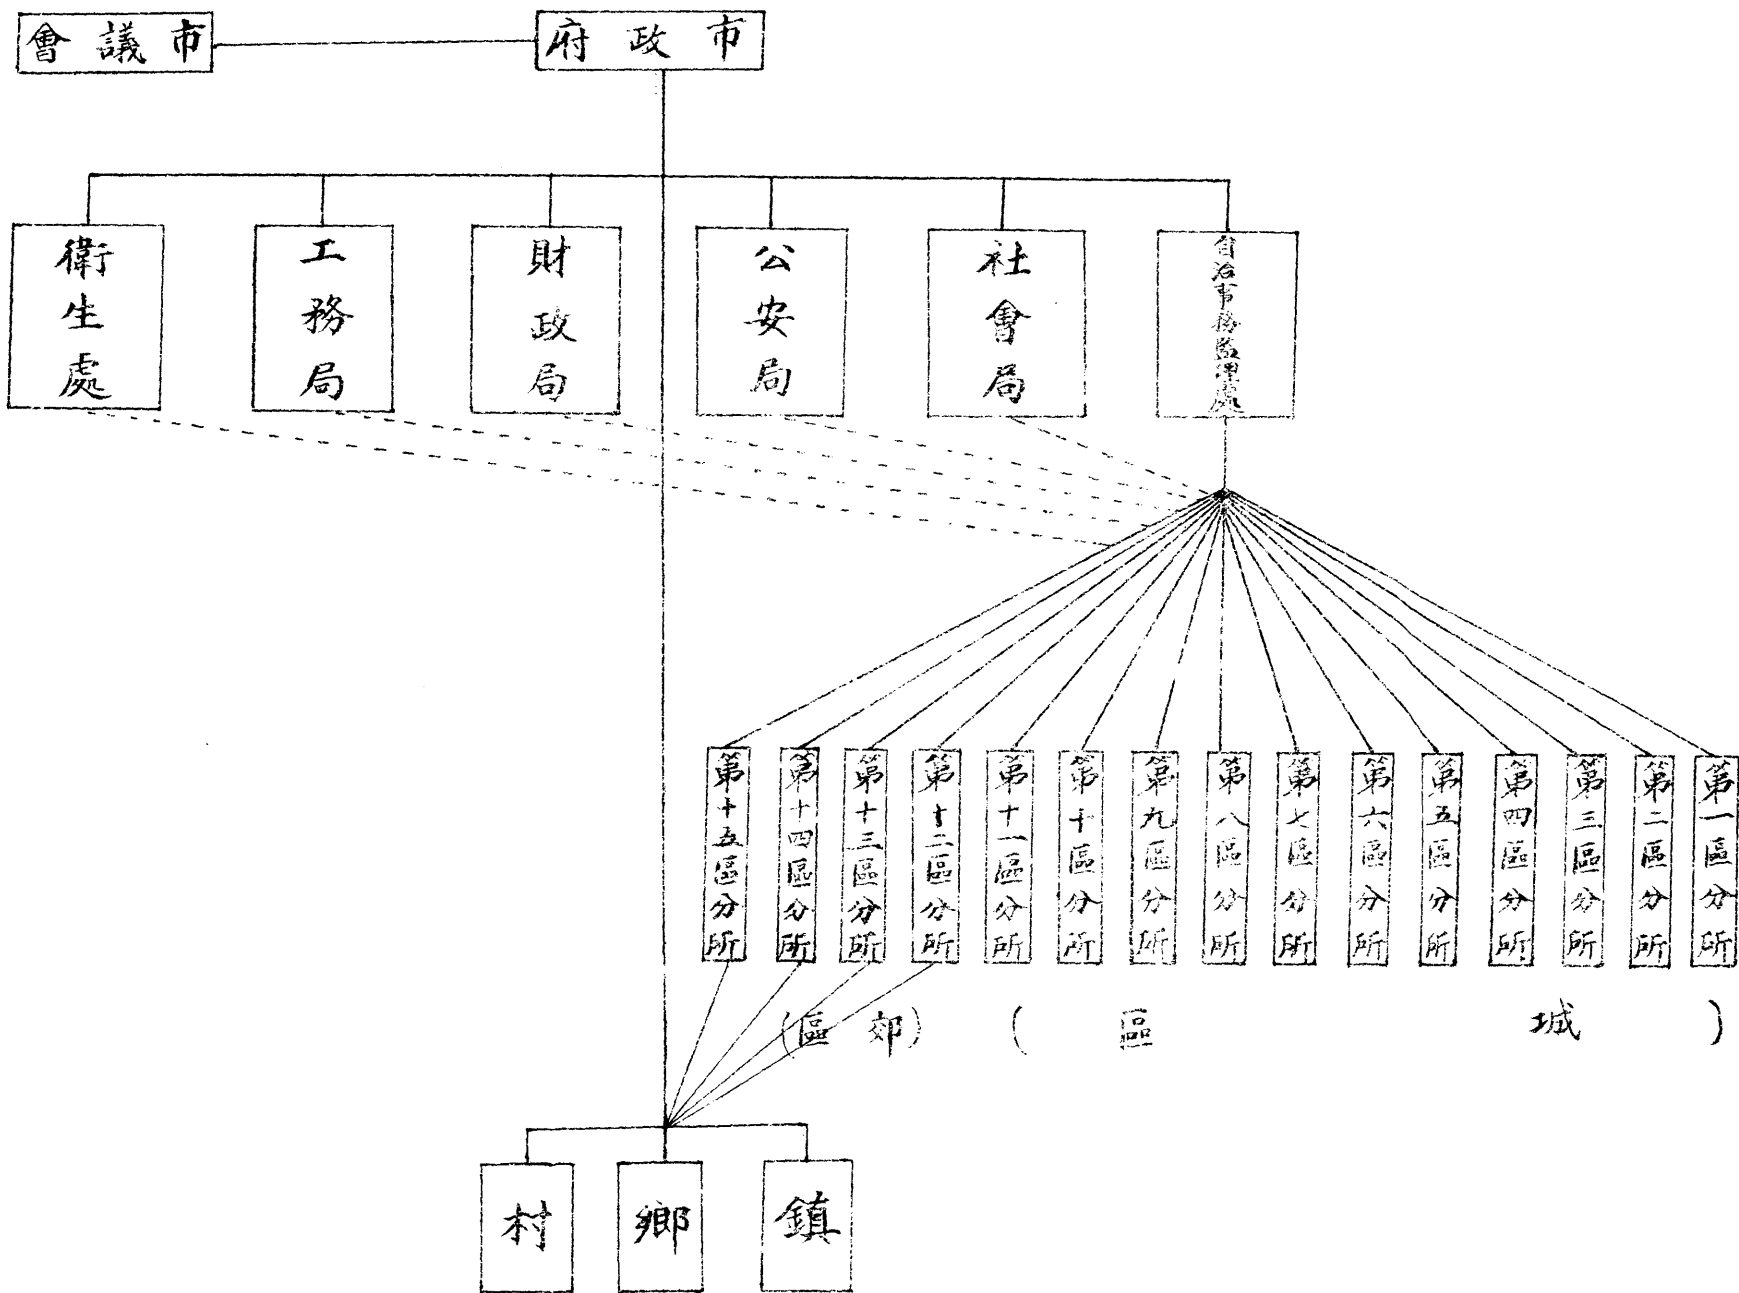 市政府
市議會
自治事務監理處
社會局
公安局
財政局
工務局
衛生處
第一區分所
第二區分所
第三區分所
第四區分所
第五區分所
第六區分所
第七區分所
第八區分所
第九區分所
第十區分所
第十一區分所
第十二區分所
第十三區分所
第十四區分所
第十五區分所
(城區)
(郊區)
鎮
鄉
村